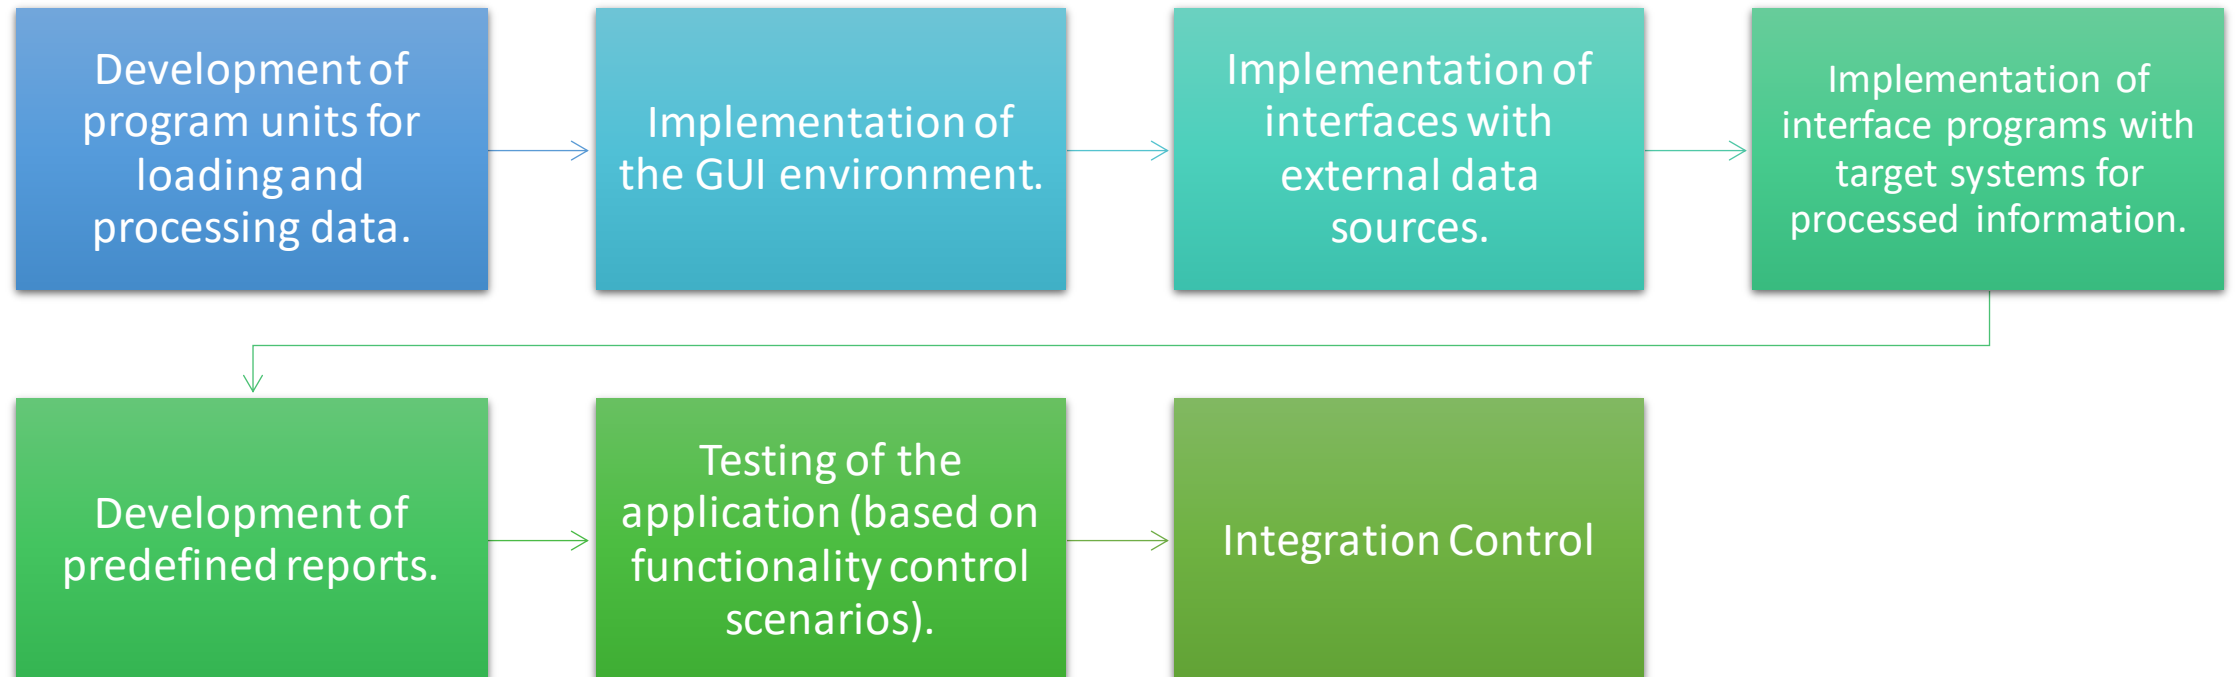 Development of
program units for
loading and
processing data.
Implementation of
the GUI environment.
Implementation of
interfaces with
external data
sources.
Implementation of
interface programs with
target systems for
processed information.
Development of
predefined reports.
Testing of the
application (based on
functionality control
scenarios).
Integration Control